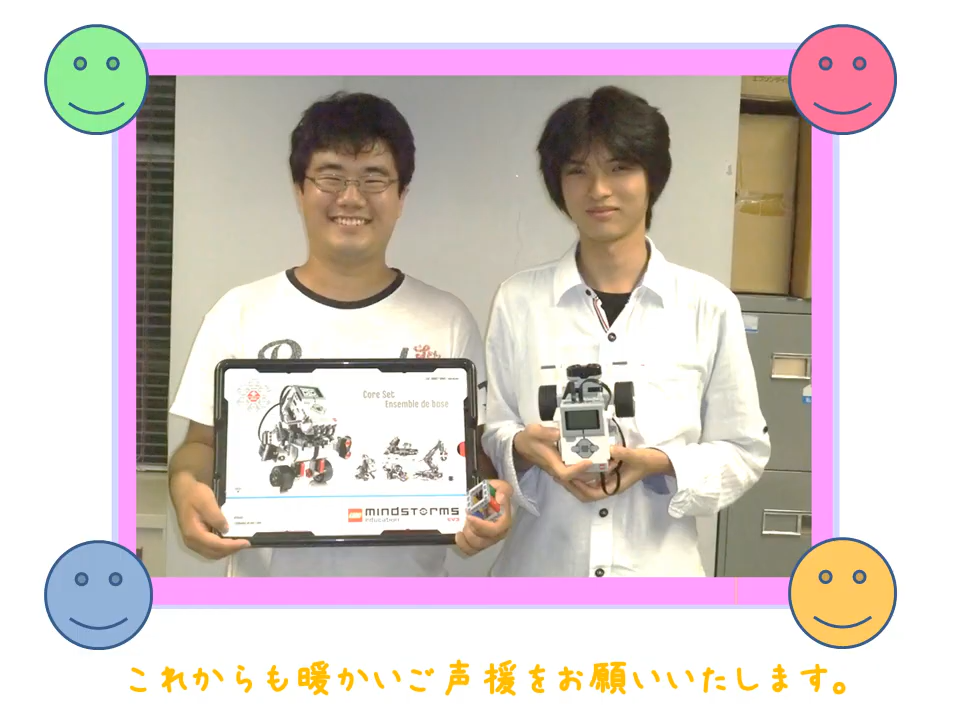 Core Set
Ensemble de base
LEGO mindstorms
education EV3
これからも暖かいご声援をお願いいたします。